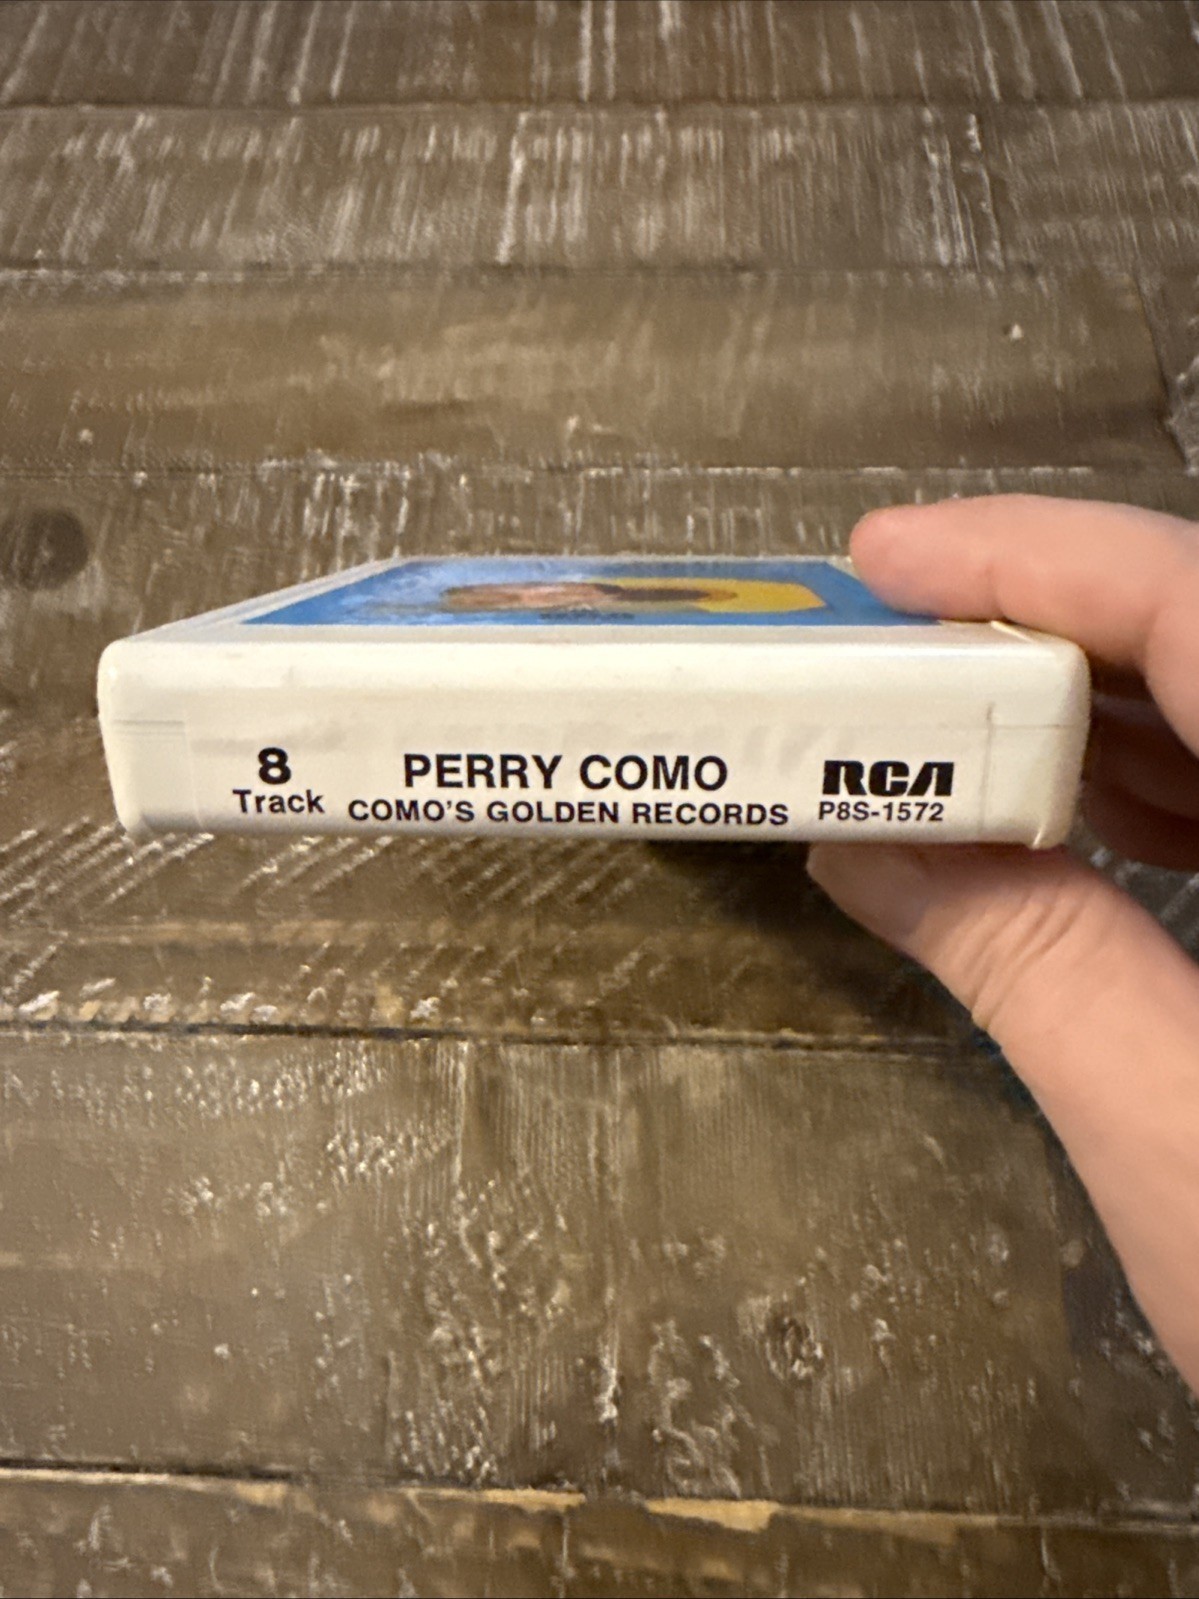 8
Track
PERRY COMO
COMO'S GOLDEN RECORDS
RCA
P8S-1572